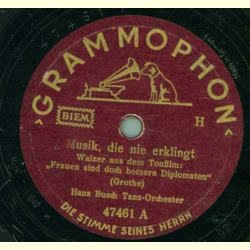 GRAMMOPHON
BIEM
H
Musik, die nie erklingt
Walzer aus dem Tonfilm:
„Frauen sind doch bessere Diplomaten“
(Grothe)
Hans Busch Tanz-Orchester
47461 A
DIE STIMME SEINES HERRN